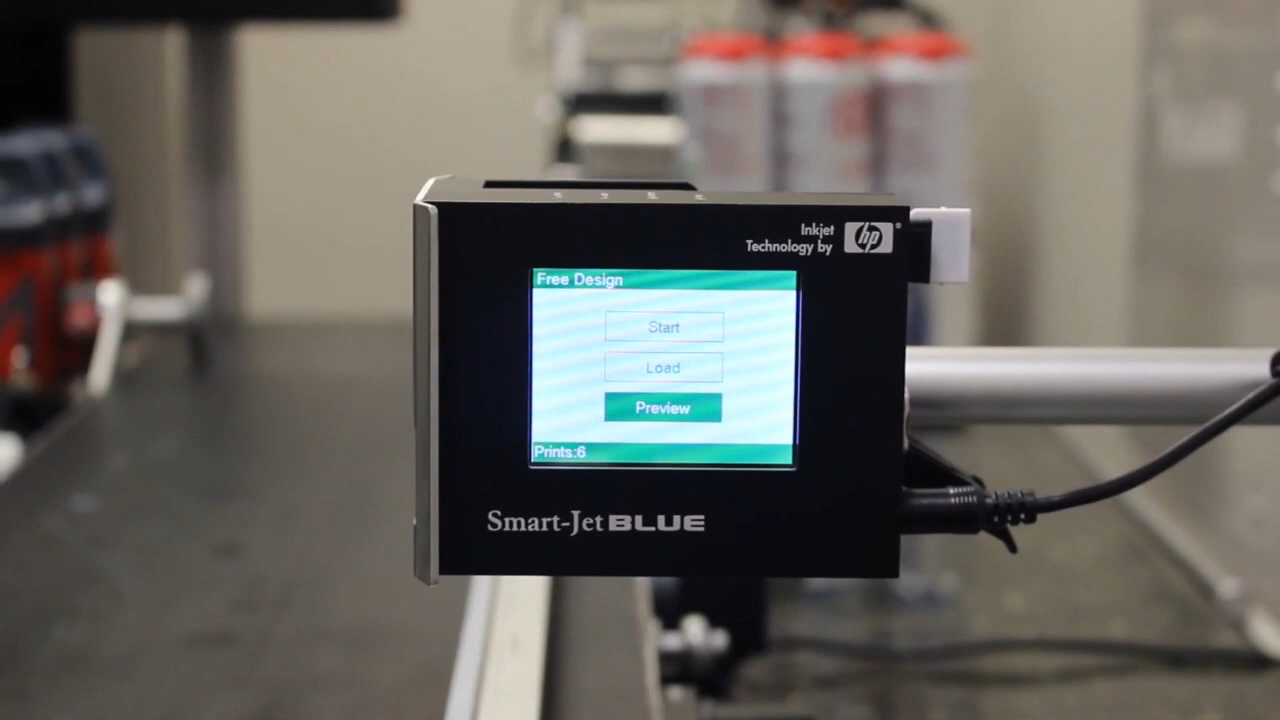 Inkjet
Technology by
hp
®
Free Design
Start
Load
Preview
Prints:6
Smart-Jet BLUE